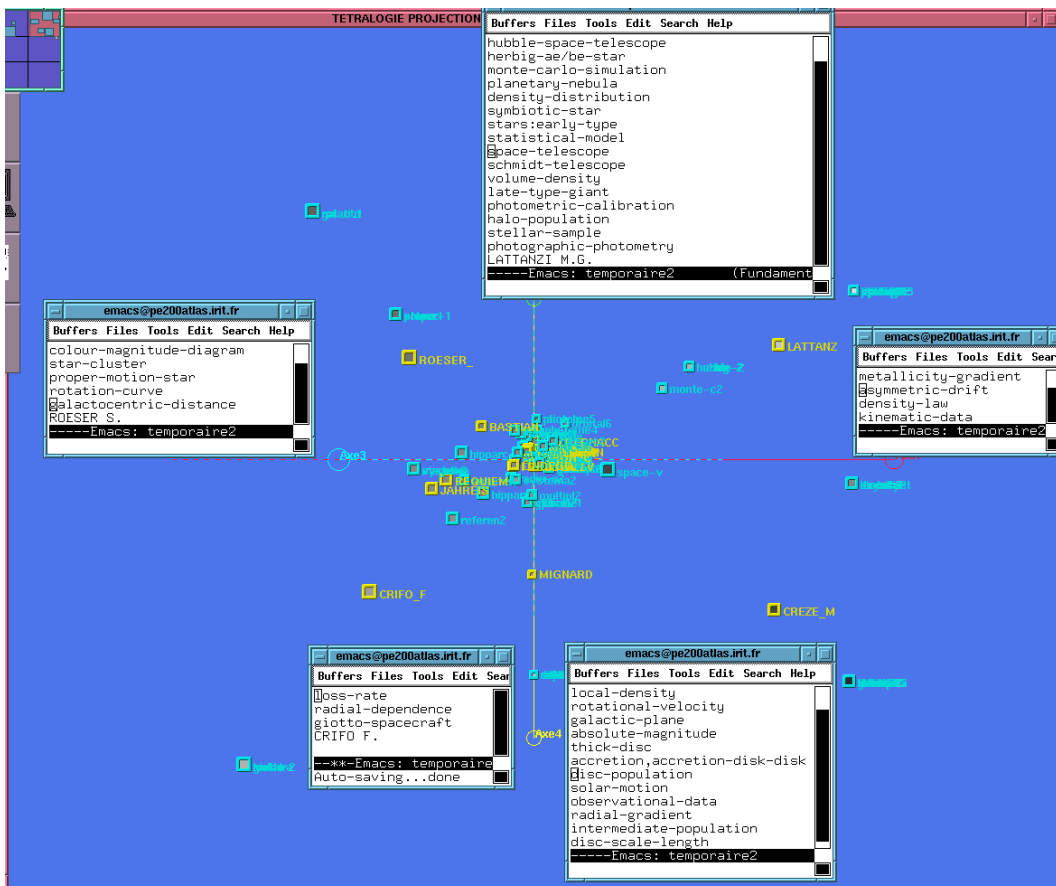 TETRALOGIE PROJECTION
Buffers Files Tools Edit Search Help
hubble-space-telescope
herbig-ae/be-star
monte-carlo-simulation
planetary-nebula
density-distribution
symbiotic-star
stars:early-type
statistical-model
space-telescope
schmidt-telescope
volume-density
late-type-giant
photometric-calibration
halo-population
stellar-sample
photographic-photometry
LATTANZI M.G.
-----Emacs: temporaire2 (Fundament
emacs@pe200atlas.irit.fr
Buffers Files Tools Edit Search Help
colour-magnitude-diagram
star-cluster
proper-motion-star
rotation-curve
galactocentric-distance
ROESER S.
-----Emacs: temporaire2
ROESER_
LATTANZ
monte-c2
emacs@pe200atlas.irit.fr
Buffers Files Tools Edit Sear
metallicity-gradient
asymmetric-drift
density-law
kinematic-data
-----Emacs: temporaire2
BASTIAN
Axe3
hipparc
space-v
REQUIEM
JAHREIS
hippar
multipl2
referen2
MIGNARD
CRIFO_F
CREZE_M
emacs@pe200atlas.irit.fr
Buffers Files Tools Edit Sear
loss-rate
radial-dependence
giotto-spacecraft
CRIFO F.
--**-Emacs: temporaire
Auto-saving...done
Axe4
emacs@pe200atlas.irit.fr
Buffers Files Tools Edit Search Help
local-density
rotational-velocity
galactic-plane
absolute-magnitude
thick-disc
accretion,accretion-disk-disk
disc-population
solar-motion
observational-data
radial-gradient
intermediate-population
disc-scale-length
-----Emacs: temporaire2